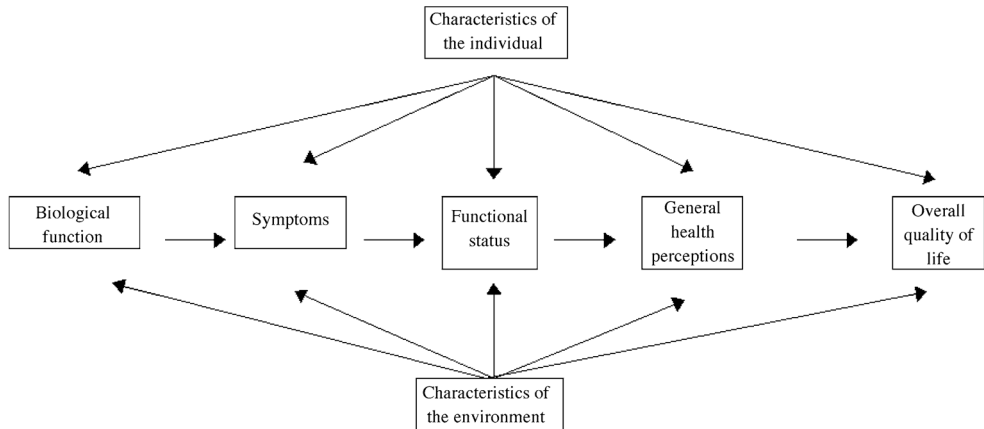 Characteristics of
the individual
Biological
function
Symptoms
Functional
status
General
health
perceptions
Overall
quality of
life
Characteristics of
the environment